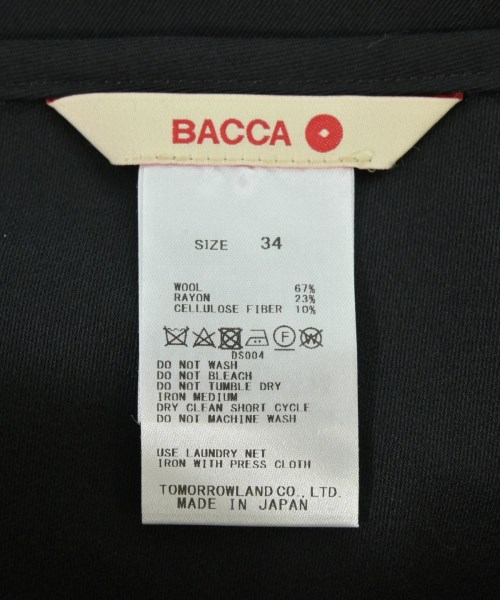 BACCA
SIZE 34
WOOL 67%
RAYON 23%
CELLULOSE FIBER 10%
F W
DS004
DO NOT WASH
DO NOT BLEACH
DO NOT TUMBLE DRY
IRON MEDIUM
DRY CLEAN SHORT CYCLE
DO NOT MACHINE WASH
USE LAUNDRY NET
IRON WITH PRESS CLOTH
TOMORROWLAND CO., LTD.
MADE IN JAPAN